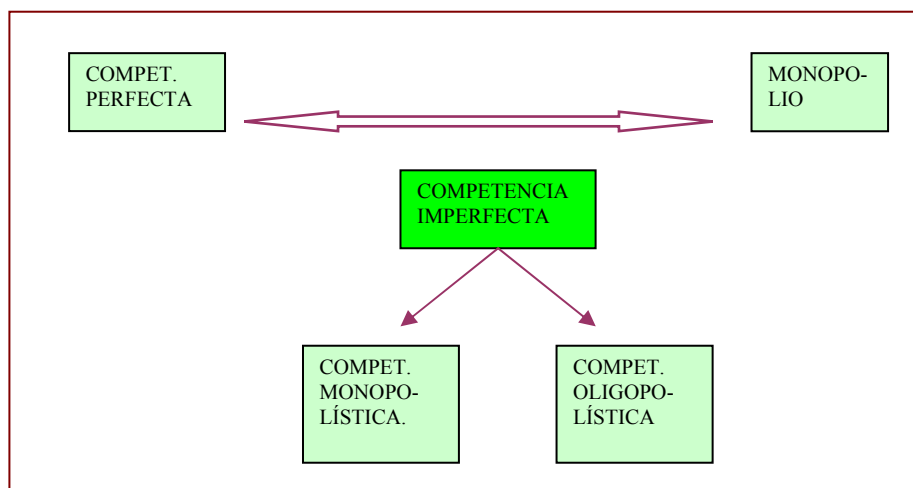 COMPET.
PERFECTA
MONOPO-
LIO
COMPETENCIA
IMPERFECTA
COMPET.
MONOPO-
LÍSTICA.
COMPET.
OLIGOPO-
LÍSTICA